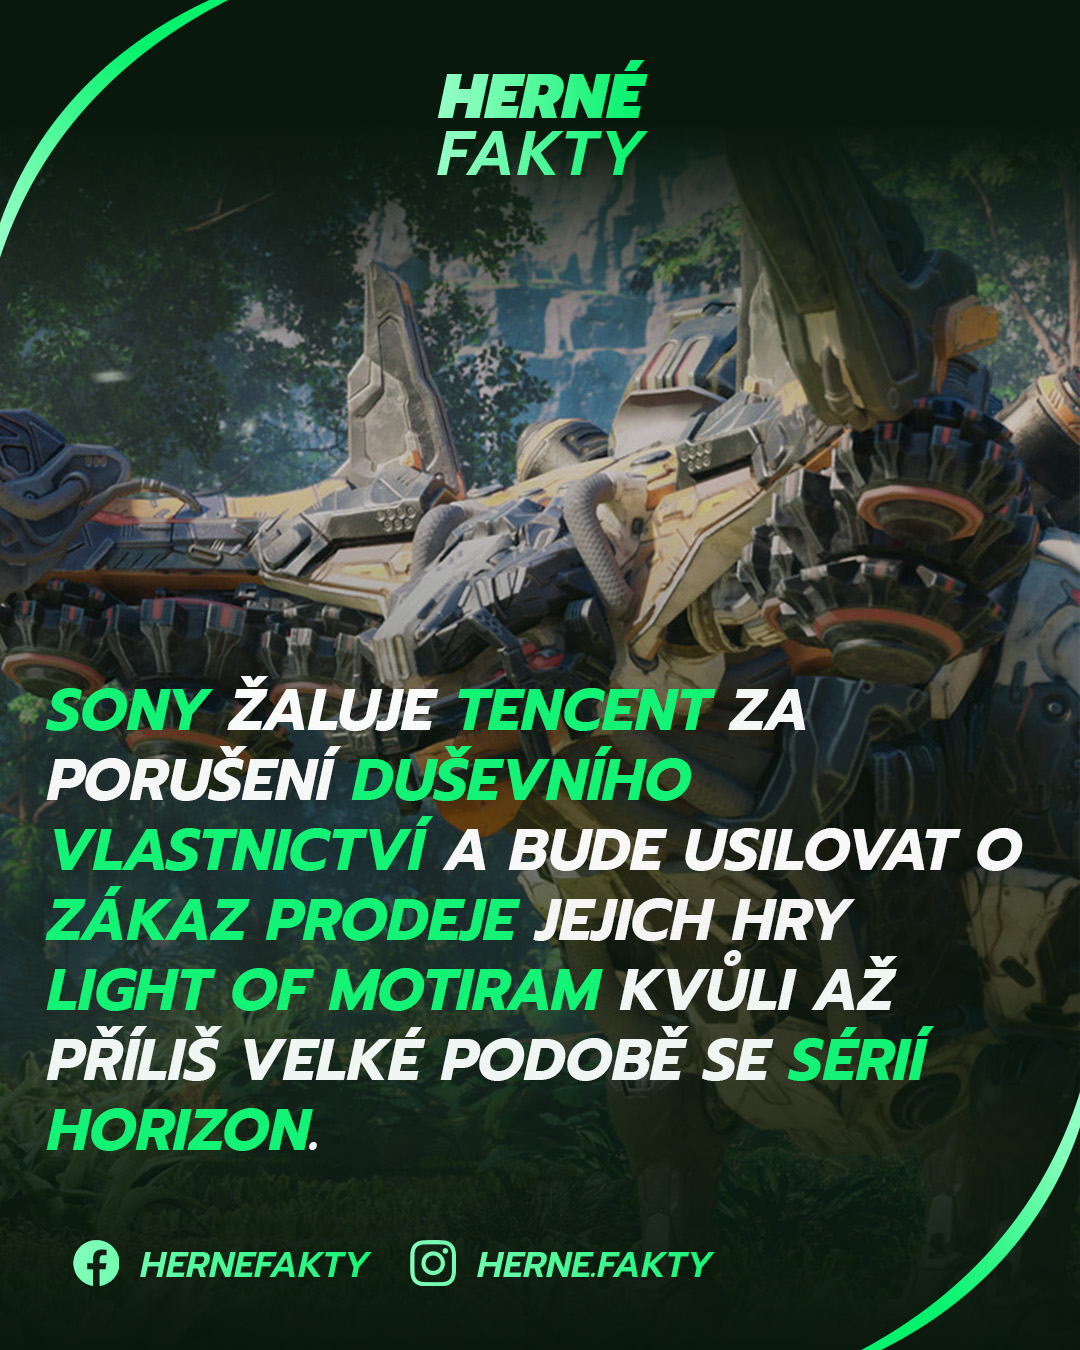 HERNÉ
FAKTY
SONY ŽALUJE TENCENT ZA
PORUŠENÍ DUŠEVNÍHO
VLASTNICTVÍ A BUDE USILOVAT O
ZÁKAZ PRODEJE JEJICH HRY
LIGHT OF MOTIRAM KVŮLI AŽ
PŘÍLIŠ VELKÉ PODOBĚ SE SÉRIÍ
HORIZON.
HERNEFAKTY HERNE.FAKTY